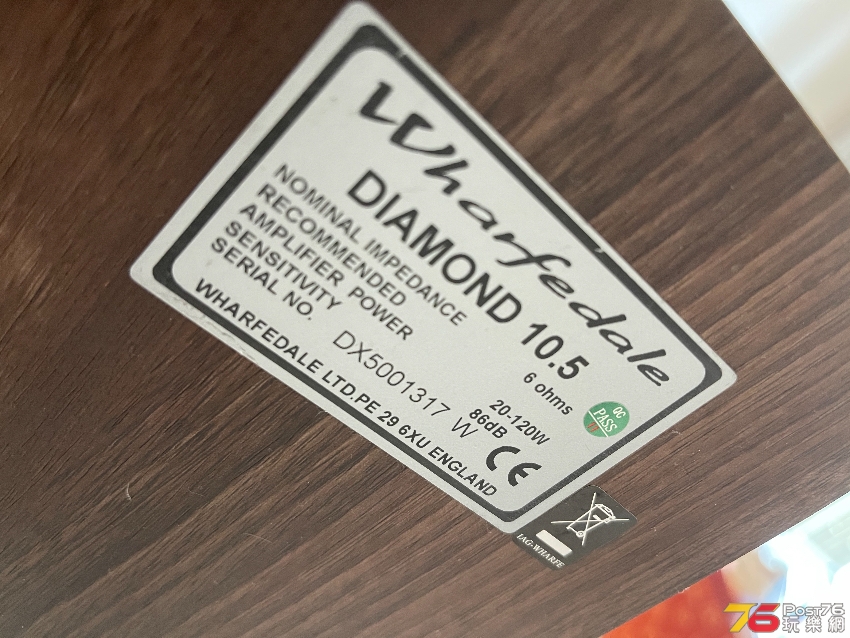 Wharfedale
DIAMOND 10.5
NOMINAL IMPEDANCE 6 ohms
RECOMMENDED
AMPLIFIER POWER 20-120W
SENSITIVITY 86dB
SERIAL NO. DX5001317 W
WHARFEDALE LTD.PE 29 6XU ENGLAND
CE
QC
PASS
IAG-WHARFE
76 Post76
玩樂網